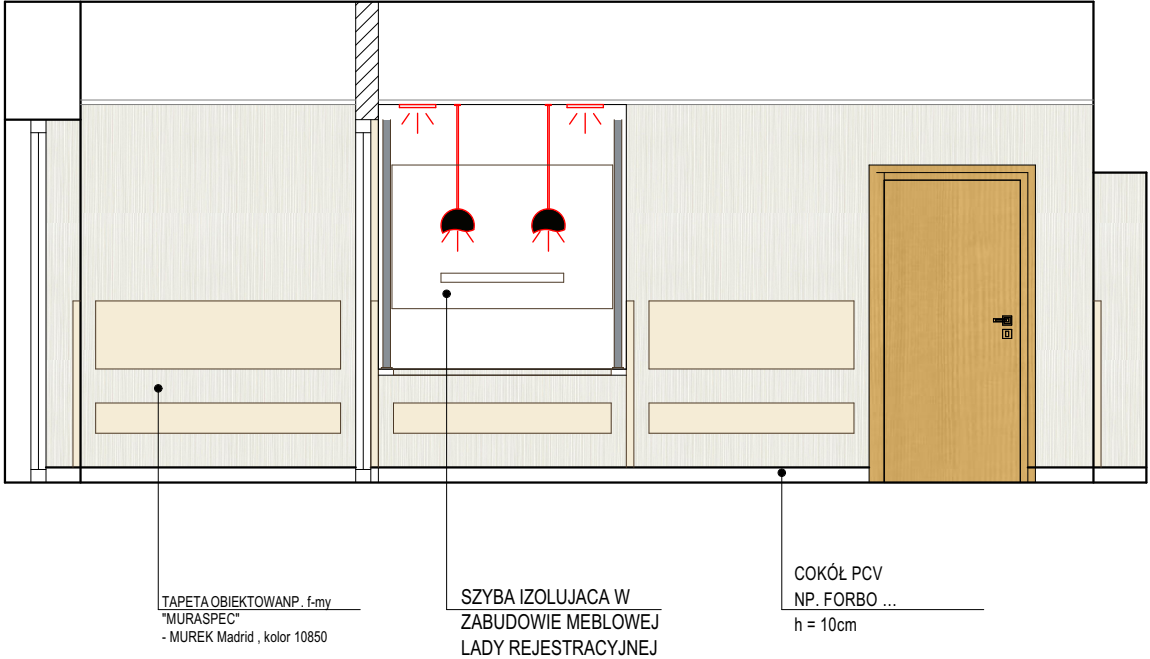 TAPETA OBIEKTOWANP. f-my
"MURASPEC"
- MUREK Madrid , kolor 10850
SZYBA IZOLUJACA W
ZABUDOWIE MEBLOWEJ
LADY REJESTRACYJNEJ
COKÓŁ PCV
NP. FORBO ...
h = 10cm